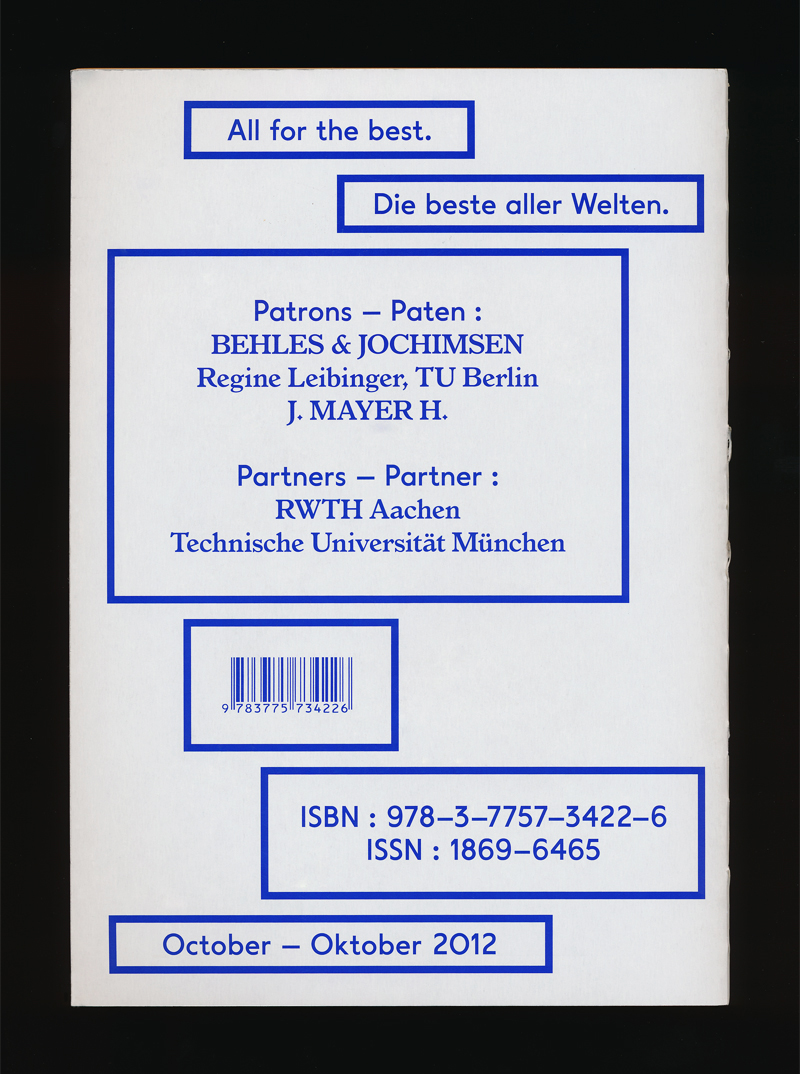 All for the best.
Die beste aller Welten.
Patrons – Paten :
BEHLES & JOCHIMSEN
Regine Leibinger, TU Berlin
J. MAYER H.
Partners – Partner :
RWTH Aachen
Technische Universität München
9 783775 734226
ISBN : 978–3–7757–3422–6
ISSN : 1869–6465
October – Oktober 2012